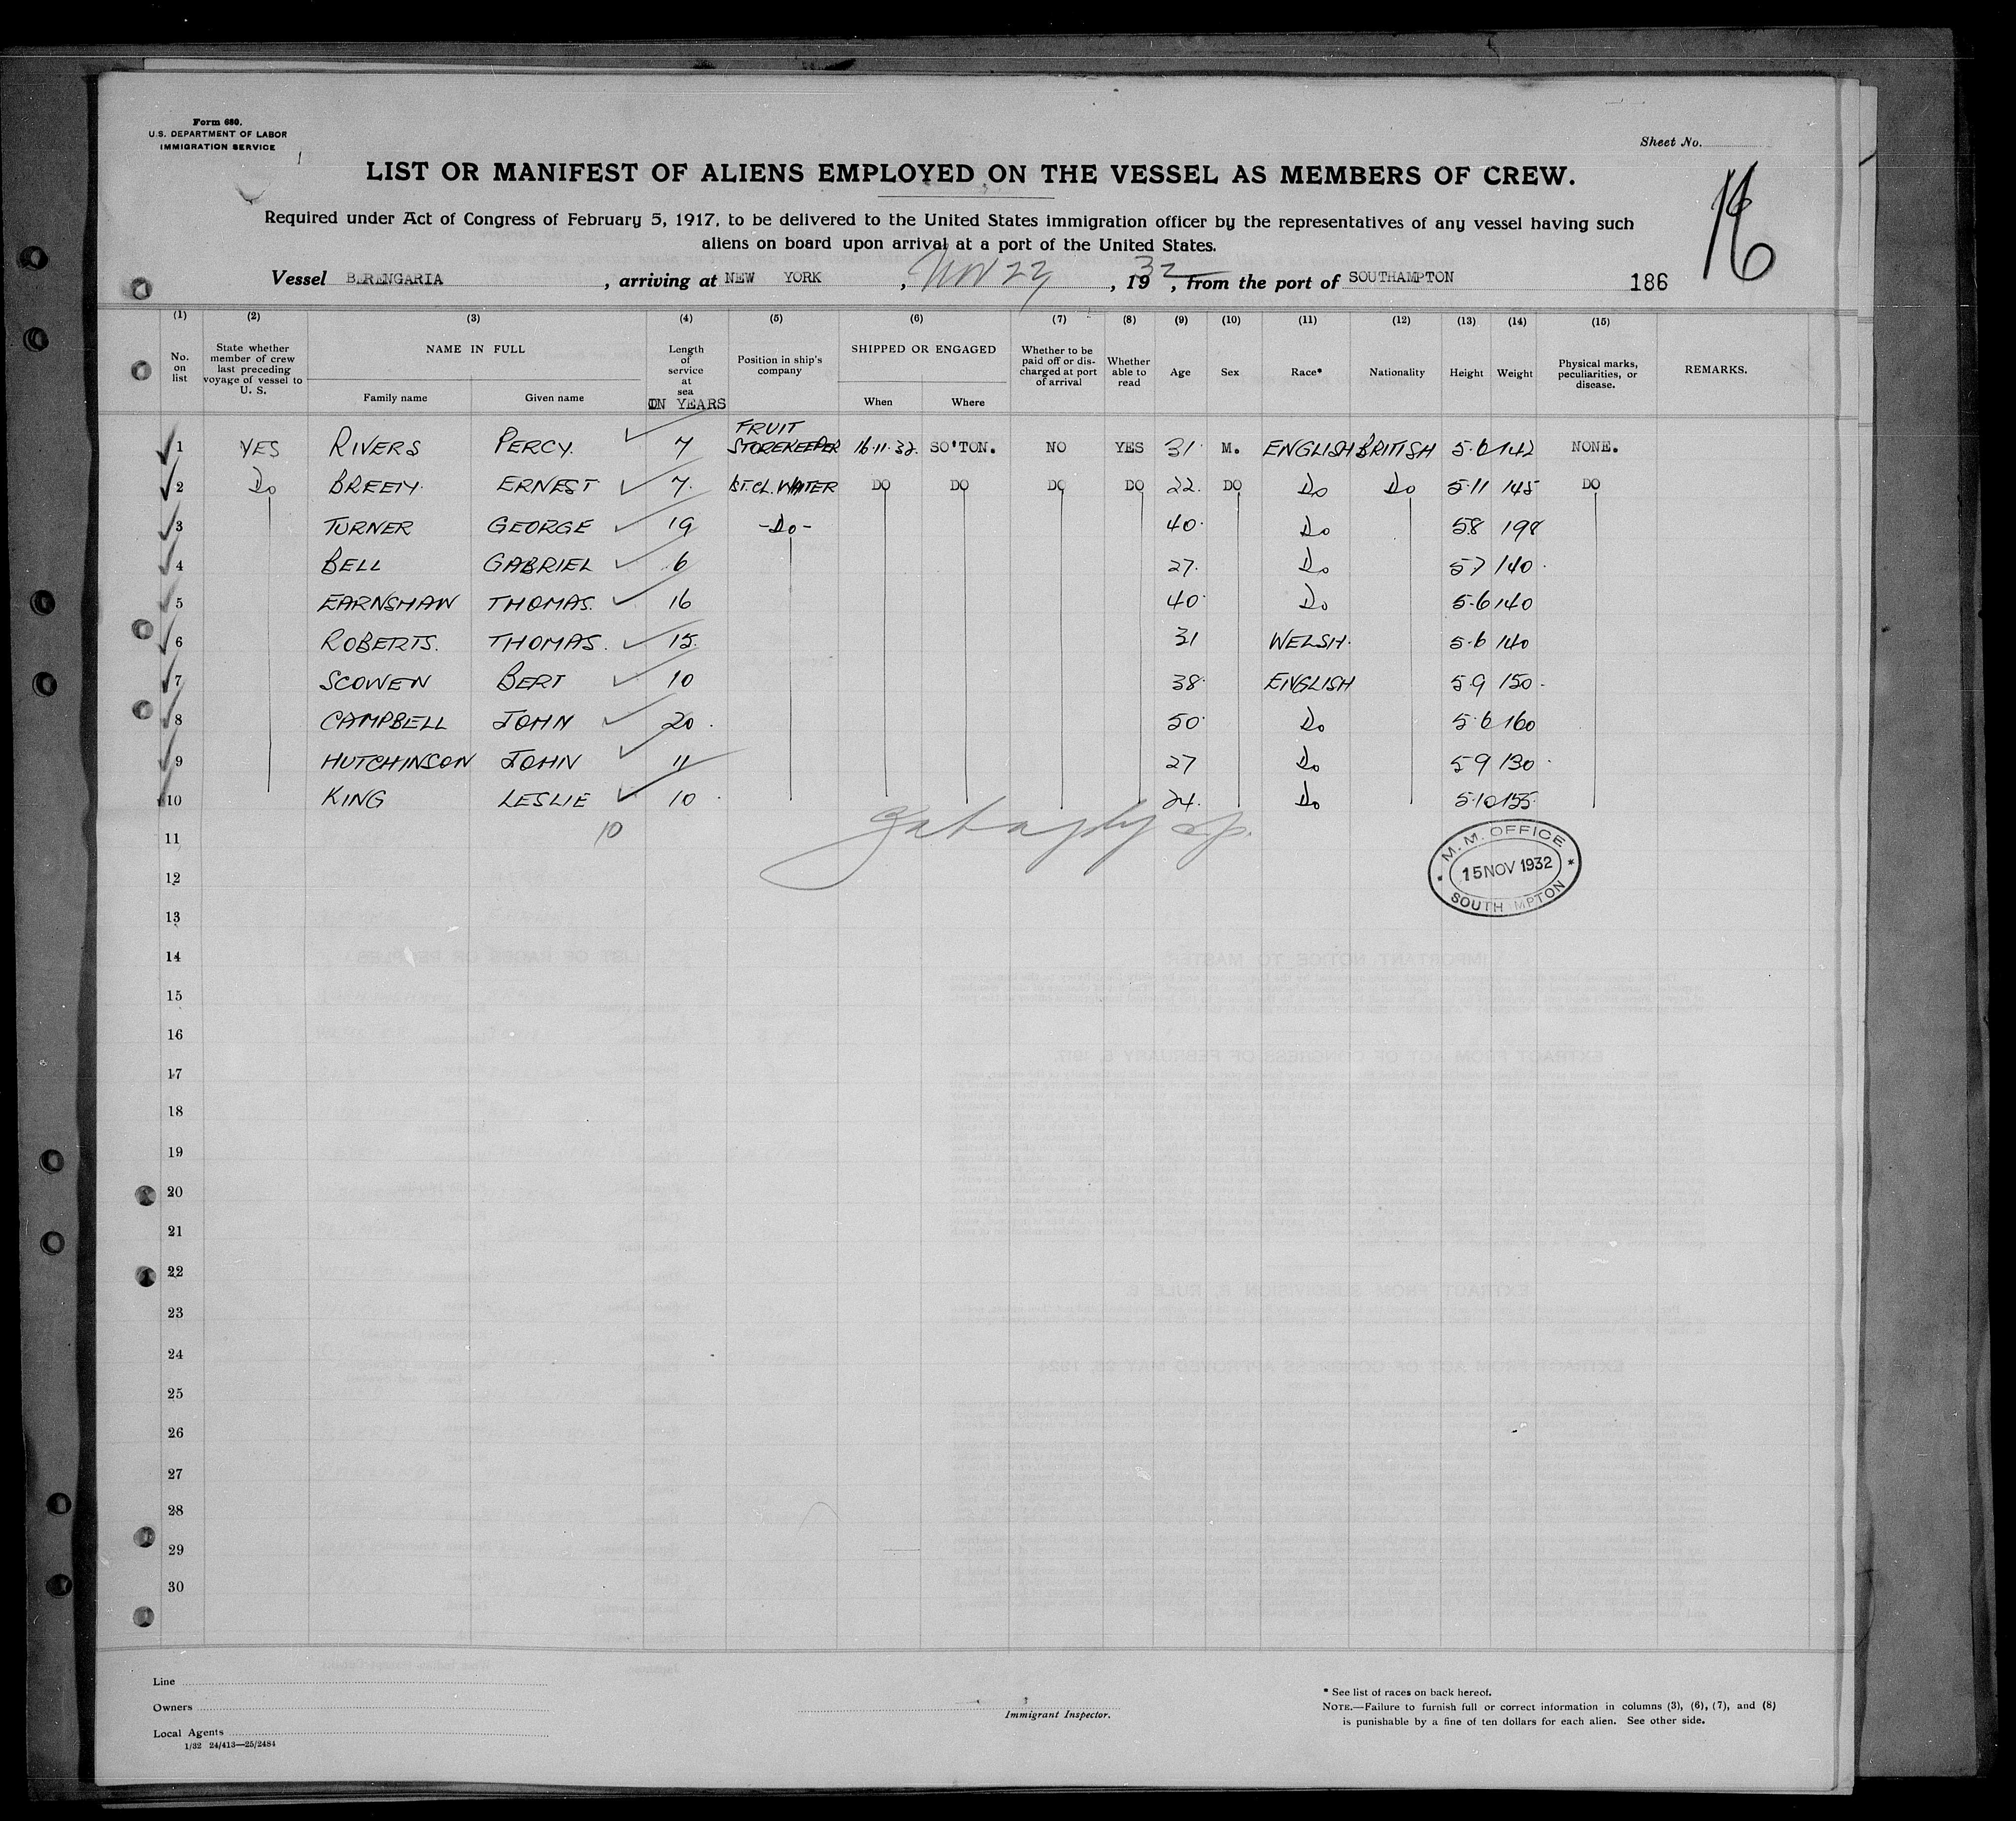 Form 680.
U.S. DEPARTMENT OF LABOR
IMMIGRATION SERVICE
Sheet No.
LIST OR MANIFEST OF ALIENS EMPLOYED ON THE VESSEL AS MEMBERS OF CREW.
16
Required under Act of Congress of February 5, 1917, to be delivered to the United States immigration officer by the representatives of any vessel having such
aliens on board upon arrival at a port of the United States.
Vessel BERENGARIA, arriving at NEW YORK, Nov 22, 1932, from the port of SOUTHAMPTON 186
(1) (2) (3) (4) (5) (6) (7) (8) (9) (10) (11) (12) (13) (14) (15)
No. on list State whether member of crew last preceding voyage of vessel to U. S. NAME IN FULL Family name Given name Length of service at sea IN YEARS Position in ship's company SHIPPED OR ENGAGED When Where Whether to be paid off or discharged at port of arrival Whether able to read Age Sex Race* Nationality Height Weight Physical marks, peculiarities, or disease. REMARKS.
1 YES RIVERS PERCY. 7 FRUIT STOREKEEPER 16.11.32. SO'TON. NO YES 31 M. ENGLISH BRITISH 5.6 142 NONE.
2 Do ERNEST 7. WAITER DO DO DO DO 22. DO Do Do 5.11 145 DO
3 TURNER GEORGE 19 -Do- 40. Do 5.8 198
4 BELL GABRIEL 6 27. Do 5.7 140.
5 EARNSHAW THOMAS. 16 40. Do 5.6 140
6 ROBERTS. THOMAS. 15. 31 WELSH. 5.6 140
7 SCOWEN BERT 10 38. ENGLISH 5.9 150.
8 CAMPBELL JOHN 20. 50. Do 5.6 160
9 HUTCHINSON JOHN 11 27 Do 5.9 130.
10 KING LESLIE 10. 24. Do 5.10 155.
11 10
M. M. OFFICE
15 NOV 1932
SOUTH MPTON
12
13
14
15
16
17
18
19
20
21
22
23
24
25
26
27
28
29
30
Line
Owners
Local Agents
1/32 24/413—25/2484
Immigrant Inspector.
* See list of races on back hereof.
NOTE.—Failure to furnish full or correct information in columns (3), (6), (7), and (8)
is punishable by a fine of ten dollars for each alien. See other side.